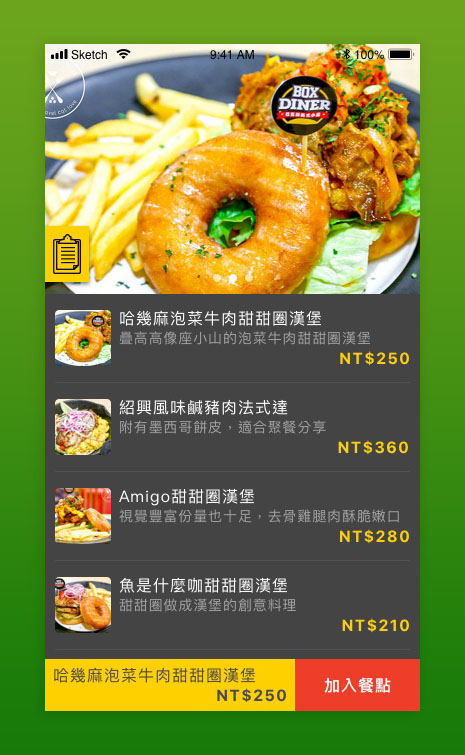 Sketch 9:41 AM 100%
BOX
DINER
哈幾麻泡菜牛肉甜甜圈漢堡
疊高高像座小山的泡菜牛肉甜甜圈漢堡
NT$250
紹興風味鹹豬肉法式達
附有墨西哥餅皮，適合聚餐分享
NT$360
Amigo甜甜圈漢堡
視覺豐富份量也十足，去骨雞腿肉酥脆嫩口
NT$280
魚是什麼咖甜甜圈漢堡
甜甜圈做成漢堡的創意料理
NT$210
哈幾麻泡菜牛肉甜甜圈漢堡
NT$250
加入餐點